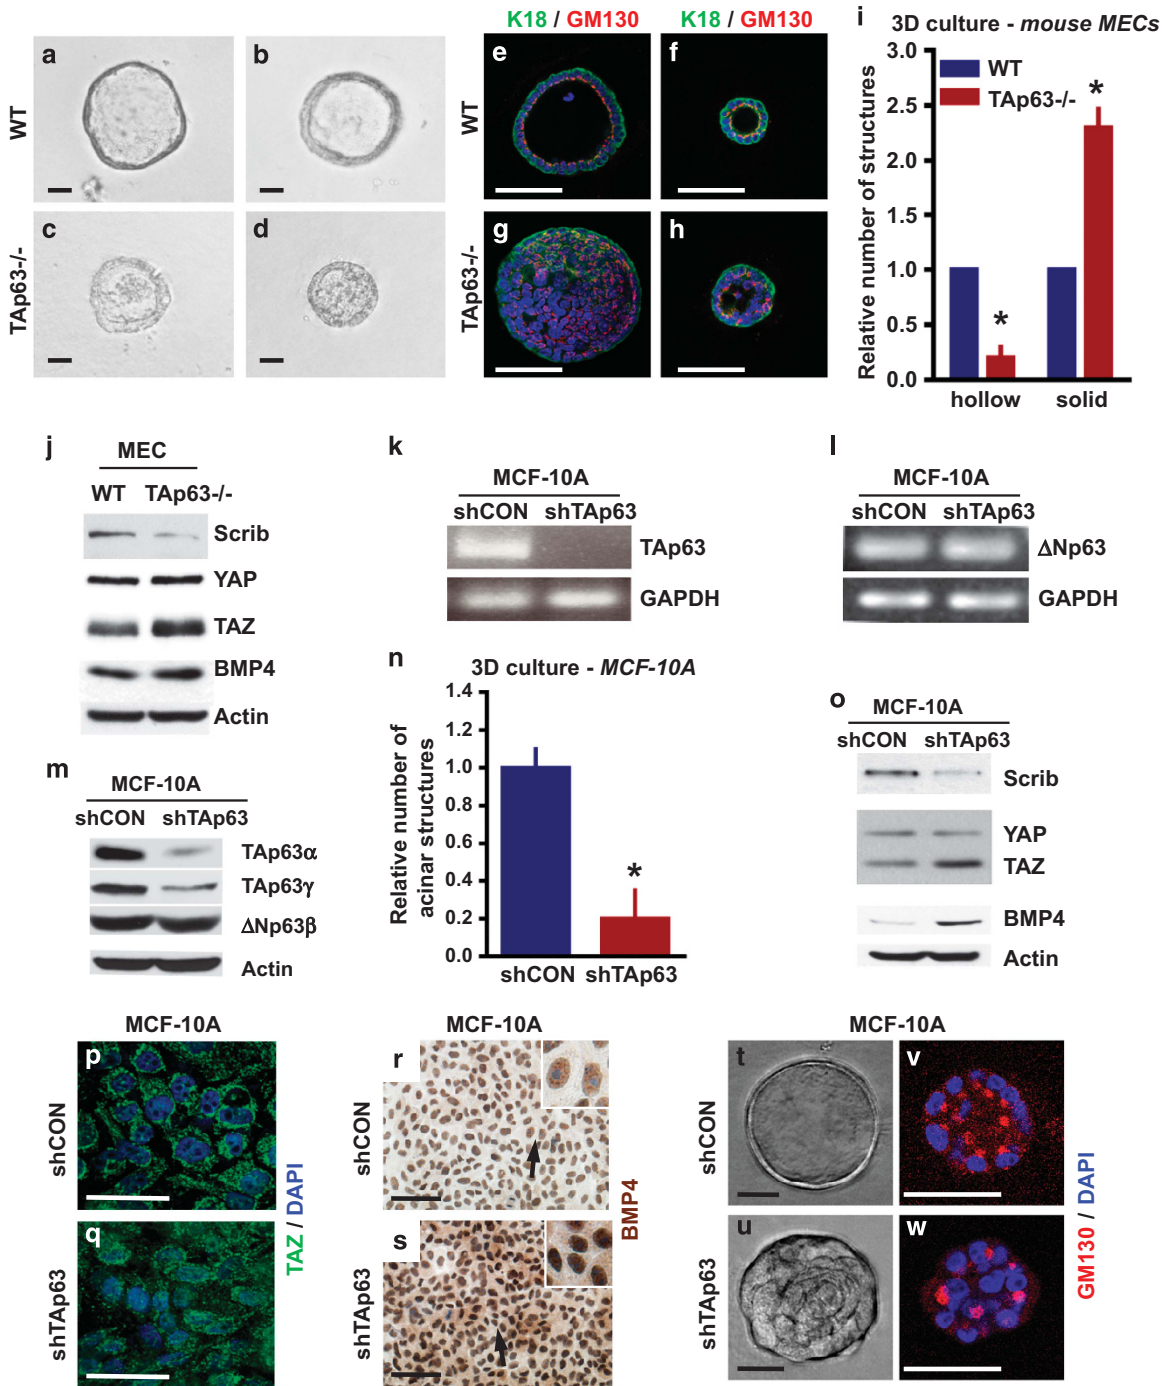 K18 / GM130
K18 / GM130
a
b
WT
c
d
TAp63-/-
e
f
WT
g
h
TAp63-/-
i
3D culture - mouse MECs
Relative number of structures
3.0
2.5
2.0
1.5
1.0
0.5
0.0
WT
TAp63-/-
*
*
hollow
solid
j
MEC
WT TAp63-/-
Scrib
YAP
TAZ
BMP4
Actin
k
MCF-10A
shCON shTAp63
TAp63
GAPDH
l
MCF-10A
shCON shTAp63
ΔNp63
GAPDH
m
MCF-10A
shCON shTAp63
TAp63α
TAp63γ
ΔNp63β
Actin
n
3D culture - MCF-10A
Relative number of
acinar structures
1.4
1.2
1.0
0.8
0.6
0.4
0.2
0.0
*
shCON shTAp63
o
MCF-10A
shCON shTAp63
Scrib
YAP
TAZ
BMP4
Actin
MCF-10A
p
shCON
q
shTAp63
TAZ / DAPI
MCF-10A
r
shCON
s
shTAp63
BMP4
MCF-10A
t
v
shCON
u
w
shTAp63
GM130 / DAPI